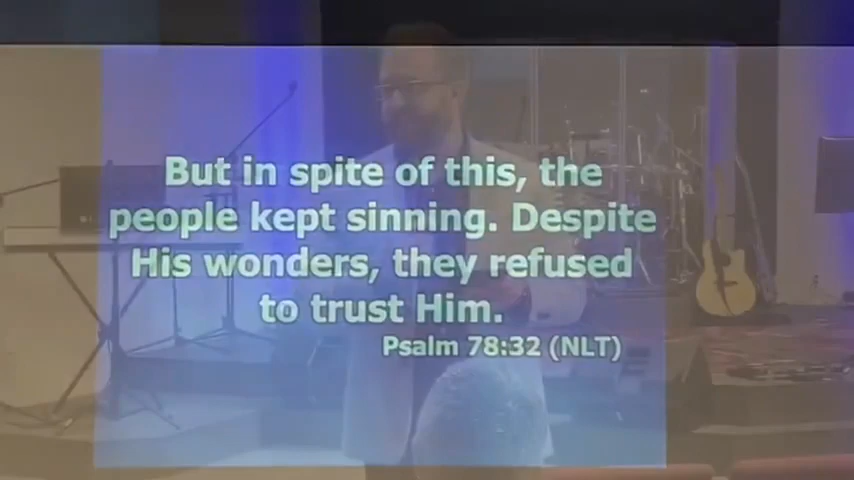 But in spite of this, the
people kept sinning. Despite
His wonders, they refused
to trust Him.
Psalm 78:32 (NLT)